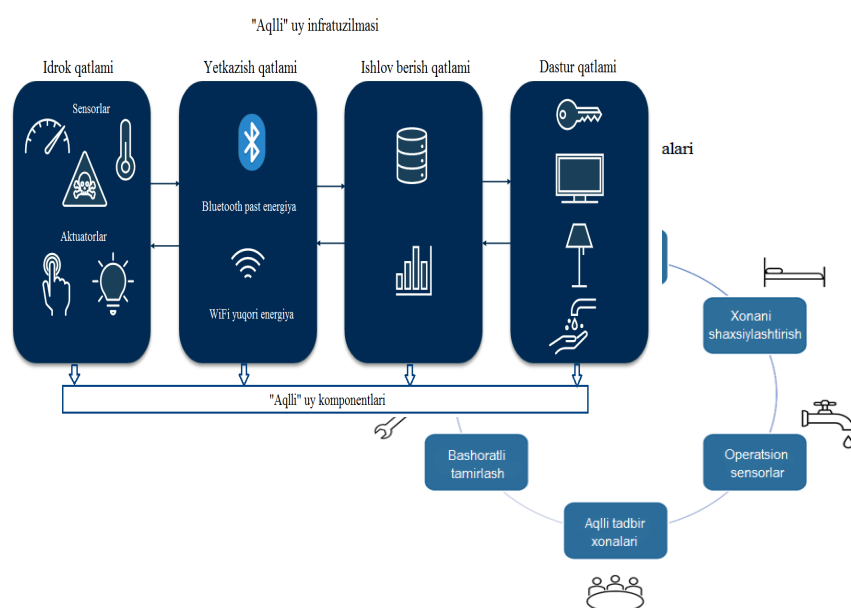 "Aqlli" uy infratuzilmasi
Idrok qatlami
Yetkazish qatlami
Ishlov berish qatlami
Dastur qatlami
Sensorlar
Bluetooth past energiya
Aktuatorlar
WiFi yuqori energiya
"Aqlli" uy komponentlari
alari
Xonani
shaxsiylashtirish
Operatsion
sensorlar
Aqlli tadbir
xonalari
Bashoratli
tamirlash